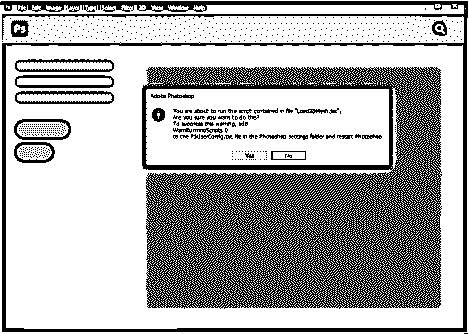 Ps File Edit Image Layer Type Select Filter 3D View Window Help
Ps
Adobe Photoshop
You are about to run the script contained in file
Are you sure you want to do this?
To suppress this warning, add
WarnRunningScripts 0
to the PSUserConfig.txt file in the Photoshop settings folder and restart Photoshop.
Yes No